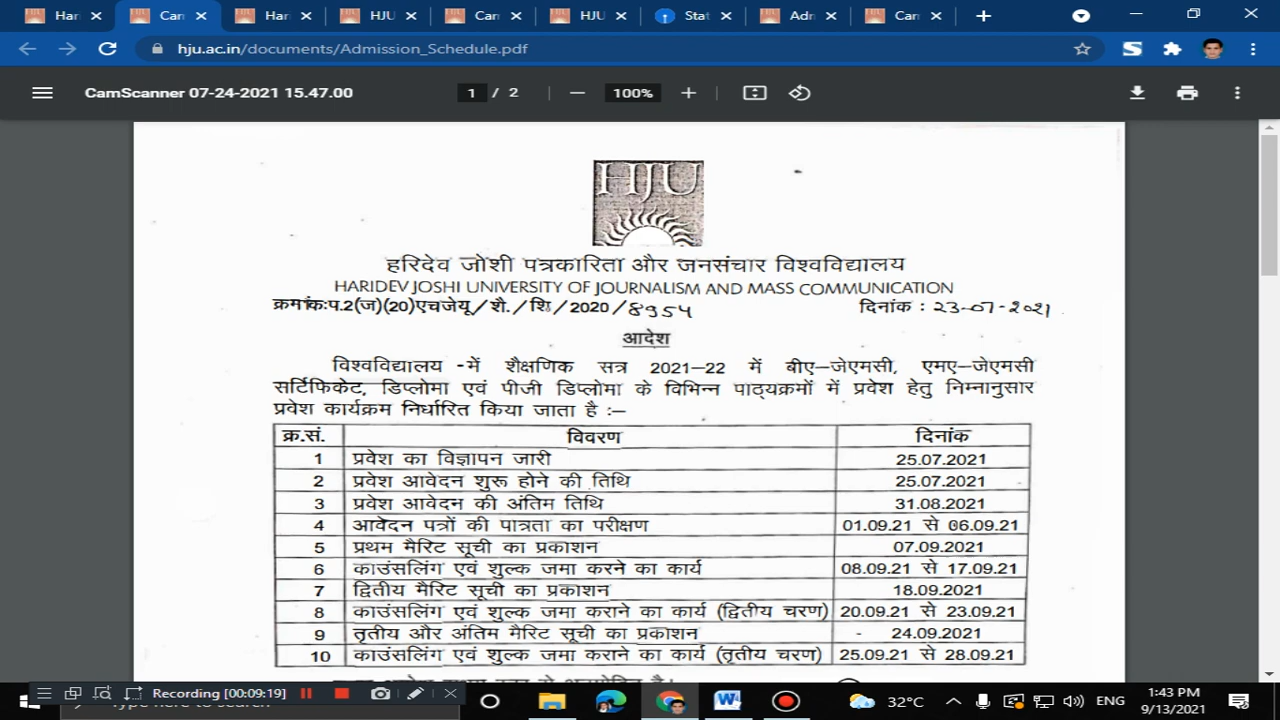 Har
Can
Har
HJU
Can
HJU
Stat
Adn
Can
hju.ac.in/documents/Admission_Schedule.pdf
CamScanner 07-24-2021 15.47.00
1 / 2
100%
HJU
हरिदेव जोशी पत्रकारिता और जनसंचार विश्वविद्यालय
HARIDEV JOSHI UNIVERSITY OF JOURNALISM AND MASS COMMUNICATION
क्रमांक:प.2(ज)(20)एचजेयू/शै./शि/2020/8954 दिनांक : 23-07-2021
आदेश
विश्वविद्यालय -में शैक्षणिक सत्र 2021–22 में बीए-जेएमसी, एमए-जेएमसी
सर्टिफिकेट, डिप्लोमा एवं पीजी डिप्लोमा के विभिन्न पाठ्यक्रमों में प्रवेश हेतु निम्नानुसार
प्रवेश कार्यक्रम निर्धारित किया जाता है :–
क्र.सं. विवरण दिनांक
1 प्रवेश का विज्ञापन जारी 25.07.2021
2 प्रवेश आवेदन शुरू होने की तिथि 25.07.2021
3 प्रवेश आवेदन की अंतिम तिथि 31.08.2021
4 आवेदन पत्रों की पात्रता का परीक्षण 01.09.21 से 06.09.21
5 प्रथम मैरिट सूची का प्रकाशन 07.09.2021
6 काउंसलिंग एवं शुल्क जमा करने का कार्य 08.09.21 से 17.09.21
7 द्वितीय मैरिट सूची का प्रकाशन 18.09.2021
8 काउंसलिंग एवं शुल्क जमा कराने का कार्य (द्वितीय चरण) 20.09.21 से 23.09.21
9 तृतीय और अंतिम मैरिट सूची का प्रकाशन 24.09.2021
10 काउंसलिंग एवं शुल्क जमा कराने का कार्य (तृतीय चरण) 25.09.21 से 28.09.21
Recording [00:09:19]
32°C
ENG
1:43 PM
9/13/2021